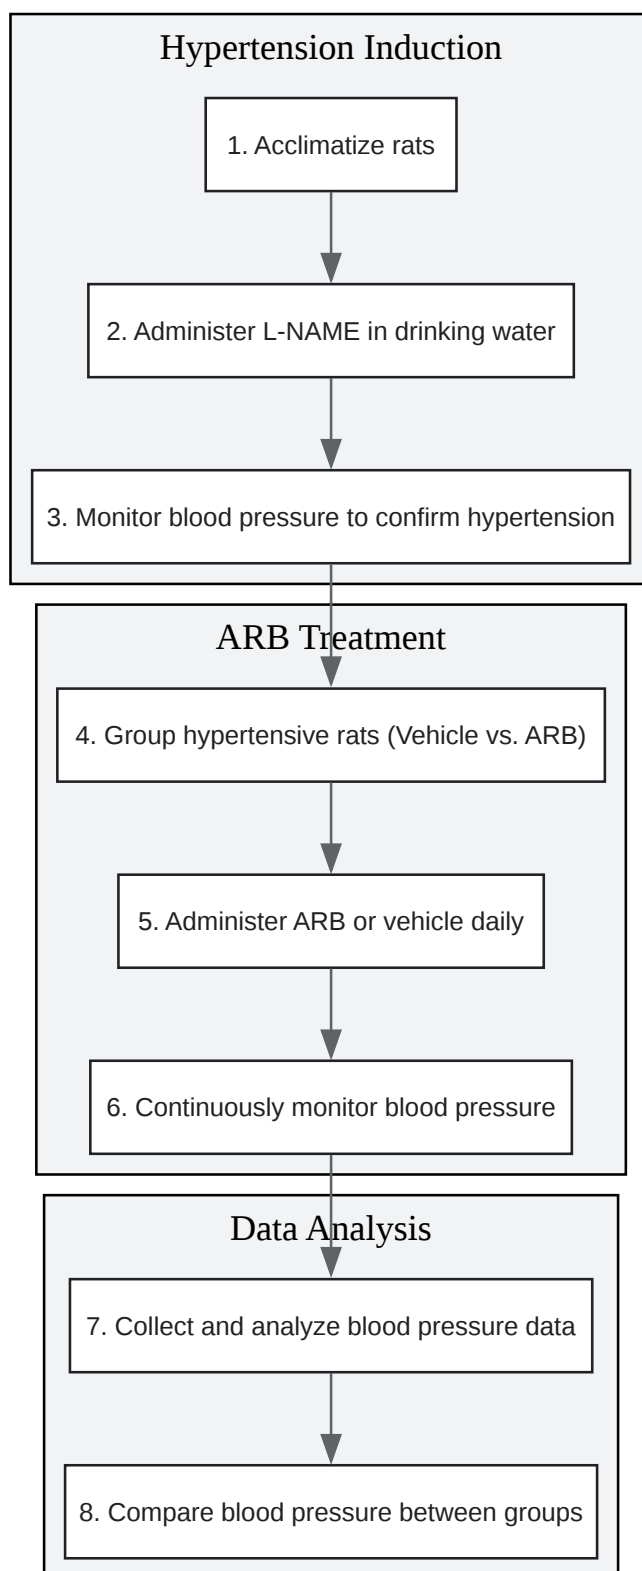 Hypertension Induction
1. Acclimatize rats
2. Administer L-NAME in drinking water
3. Monitor blood pressure to confirm hypertension
ARB Treatment
4. Group hypertensive rats (Vehicle vs. ARB)
5. Administer ARB or vehicle daily
6. Continuously monitor blood pressure
Data Analysis
7. Collect and analyze blood pressure data
8. Compare blood pressure between groups